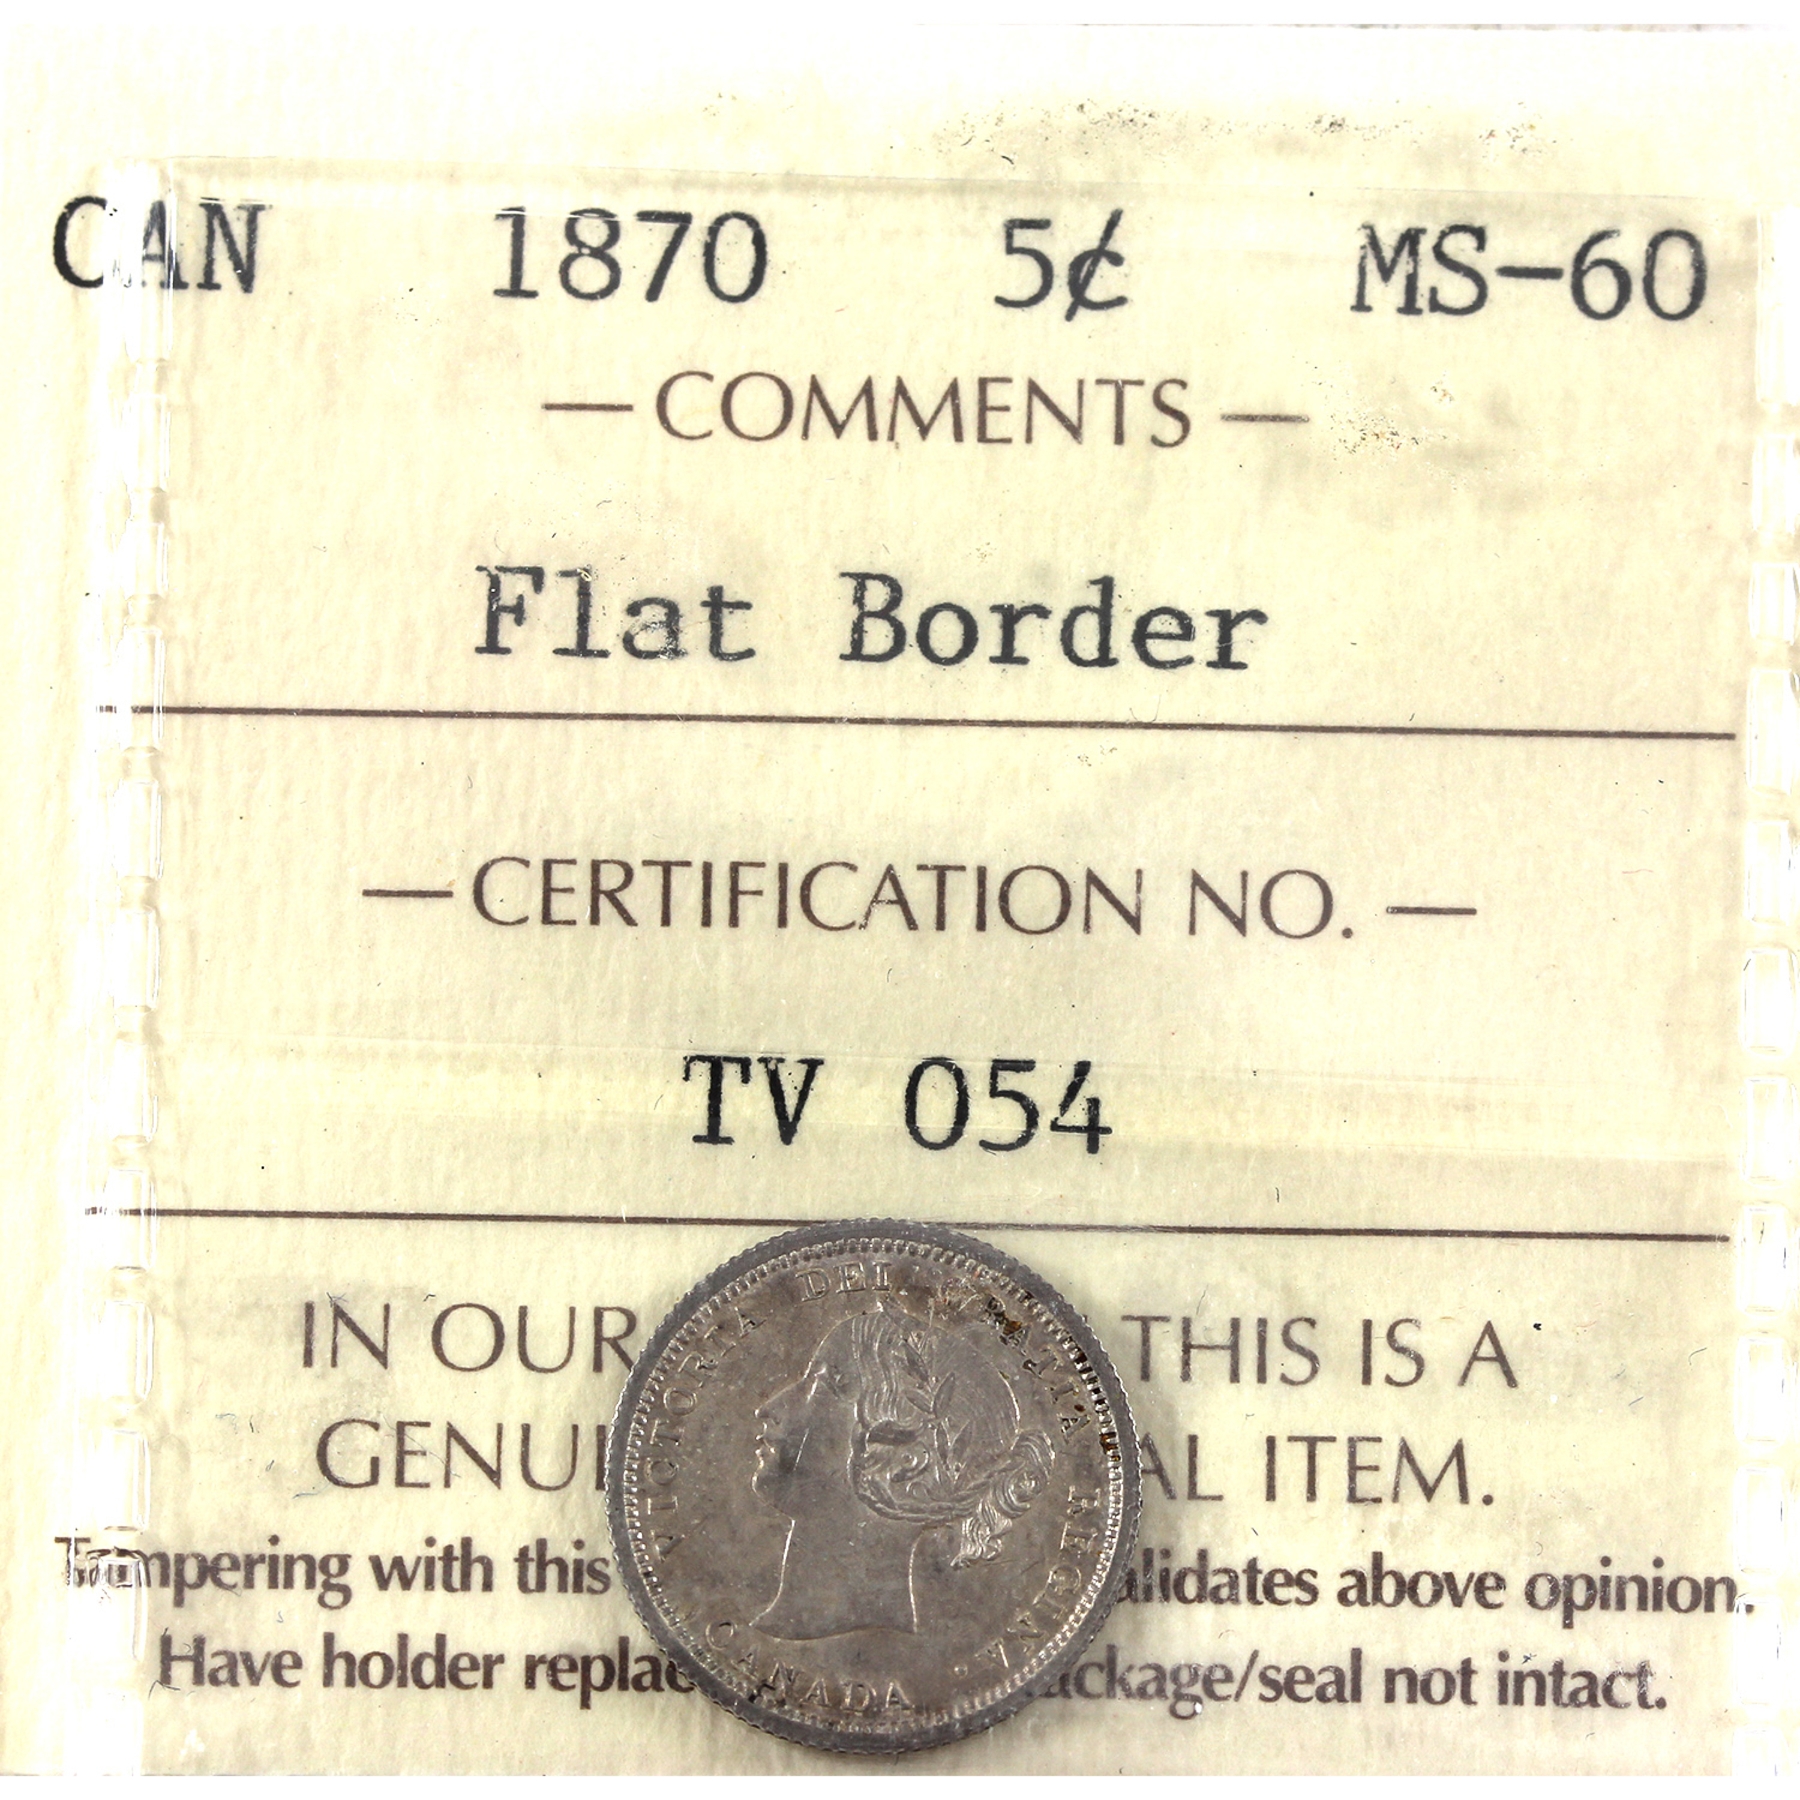 CAN 1870 5¢ MS-60
— COMMENTS —
Flat Border
— CERTIFICATION NO. —
TV 054
IN OUR THIS IS A
GENUI AL ITEM.
Tampering with this alidates above opinion.
Have holder replac ackage/seal not intact.
VICTORIA DEI GRATIA REGINA.
CANADA